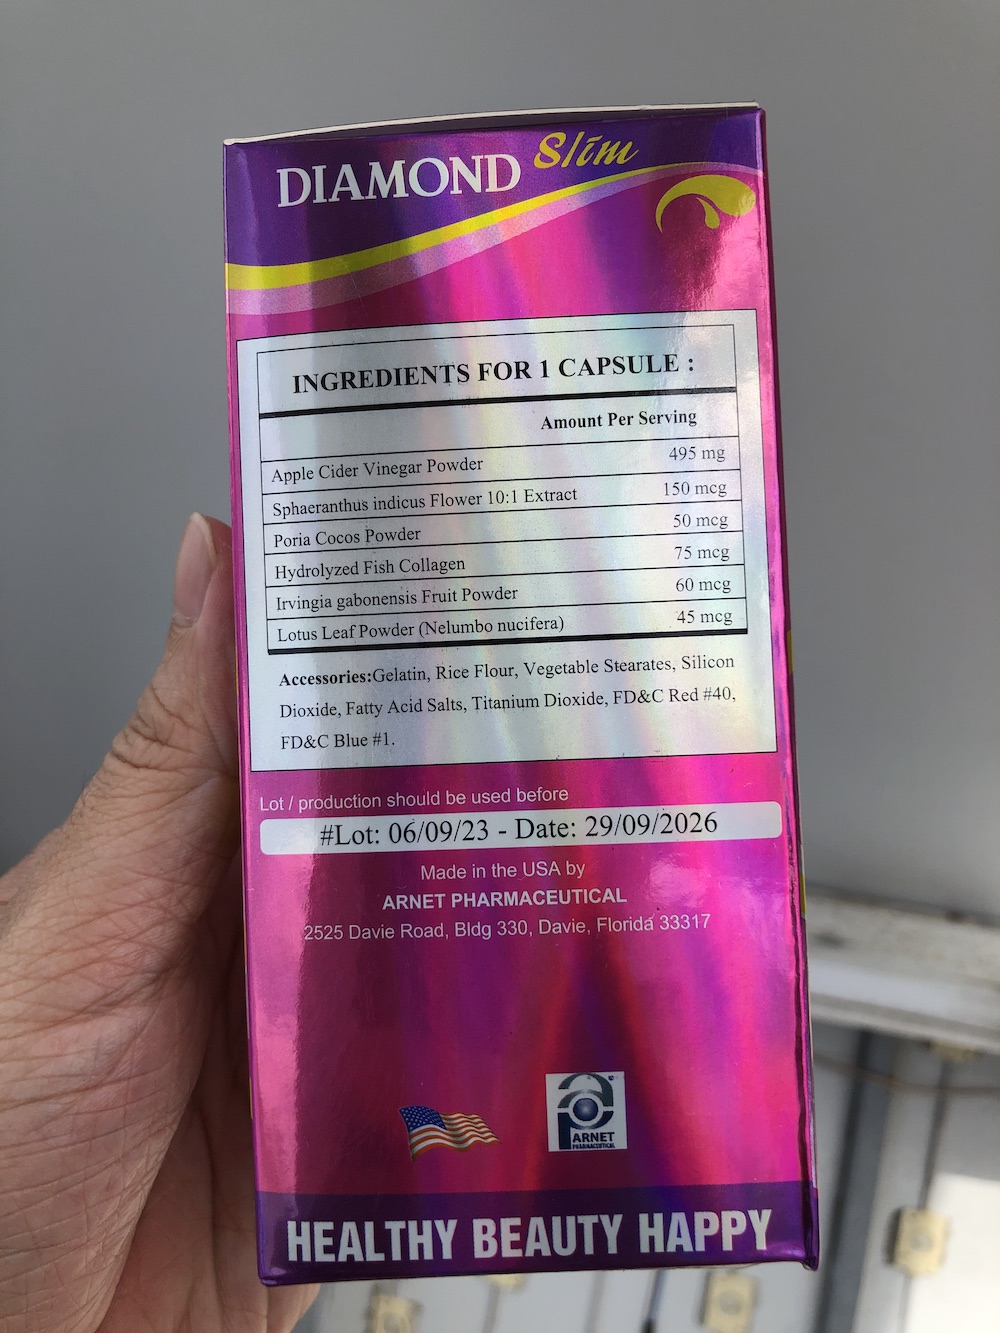 DIAMOND Slim
INGREDIENTS FOR 1 CAPSULE :
Amount Per Serving
Apple Cider Vinegar Powder 495 mg
Sphaeranthus indicus Flower 10:1 Extract 150 mcg
Poria Cocos Powder 50 mcg
Hydrolyzed Fish Collagen 75 mcg
Irvingia gabonensis Fruit Powder 60 mcg
Lotus Leaf Powder (Nelumbo nucifera) 45 mcg
Accessories:Gelatin, Rice Flour, Vegetable Stearates, Silicon
Dioxide, Fatty Acid Salts, Titanium Dioxide, FD&C Red #40,
FD&C Blue #1.
Lot / production should be used before
#Lot: 06/09/23 - Date: 29/09/2026
Made in the USA by
ARNET PHARMACEUTICAL
2525 Davie Road, Bldg 330, Davie, Florida 33317
ARNET
PHARMACEUTICAL
HEALTHY BEAUTY HAPPY